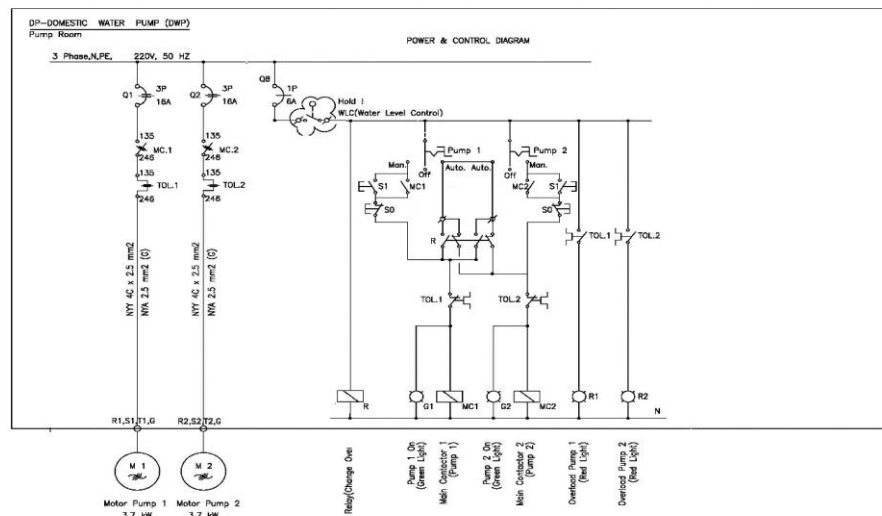 DP-DOMESTIC WATER PUMP (DWP)
Pump Room
POWER & CONTROL DIAGRAM
3 Phase,N,PE, 220V, 50 HZ
Q1
3P
16A
Q2
3P
16A
Q8
1P
6A
Hold !
WLC(Water Level Control)
135
MC.1
246
135
MC.2
246
135
TOL.1
246
135
TOL.2
246
Pump 1
Off
Pump 2
Off
Man.
Auto. Auto.
Man.
S1
MC1
MC2
S1
S0
S0
R
TOL.1
TOL.2
TOL.1
TOL.2
NYY 4C x 2.5 mm2
NYA 2.5 mm2 (G)
NYY 4C x 2.5 mm2
NYA 2.5 mm2 (G)
R
G1
MC1
G2
MC2
R1
R2
N
R1,S1,T1,G
R2,S2,T2,G
M 1
M 2
Motor Pump 1
3.7 kW
Motor Pump 2
3.7 kW
Relay(Change Over
Pump 1 On
(Green Light)
Main Contactor 1
(Pump 1)
Pump 2 On
(Green Light)
Main Contactor 2
(Pump 2)
Overload Pump 1
(Red Light)
Overload Pump 2
(Red Light)